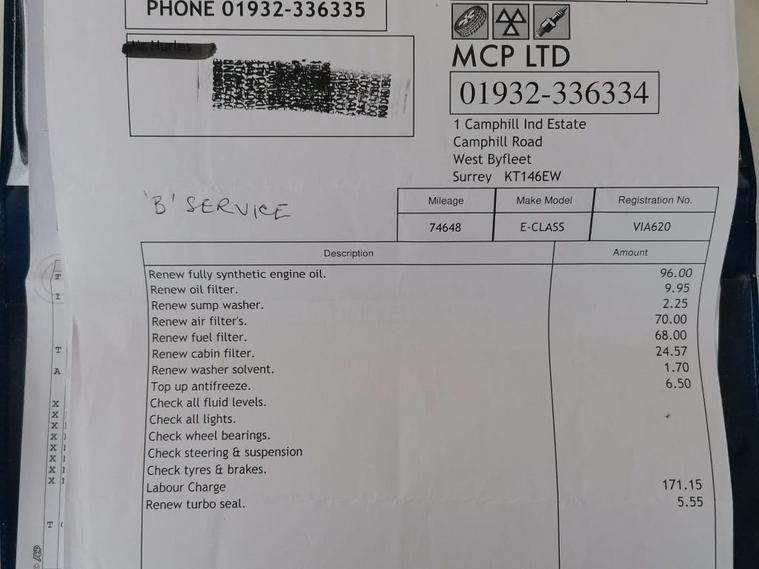 PHONE 01932-336335
MCP LTD
01932-336334
1 Camphill Ind Estate
Camphill Road
West Byfleet
Surrey KT146EW
'B' SERVICE
Mileage Make Model Registration No.
74648 E-CLASS VIA620
Description Amount
Renew fully synthetic engine oil. 96.00
Renew oil filter. 9.95
Renew sump washer. 2.25
Renew air filter's. 70.00
Renew fuel filter. 68.00
Renew cabin filter. 24.57
Renew washer solvent. 1.70
Top up antifreeze. 6.50
Check all fluid levels.
Check all lights.
Check wheel bearings.
Check steering & suspension
Check tyres & brakes.
Labour Charge 171.15
Renew turbo seal. 5.55